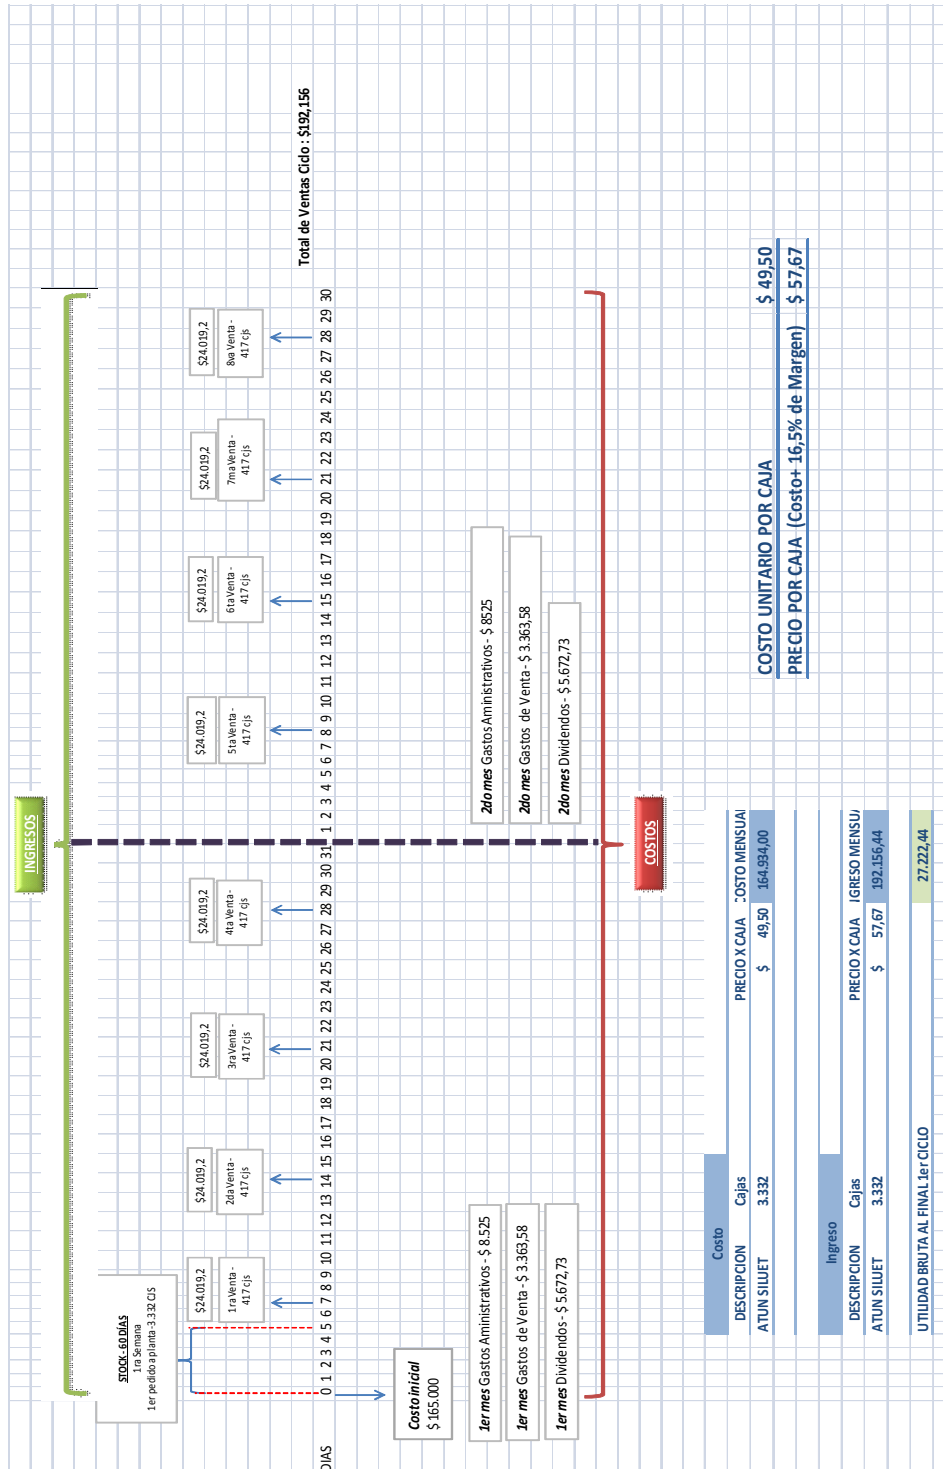 INGRESOS
STOCK - 60 DÍAS
1ra Semana
1er pedido a planta-3.332 CJS
$24.019,2
1ra Venta -
417 cjs
$24.019,2
2da Venta -
417 cjs
$24.019,2
3ra Venta -
417 cjs
$24.019,2
4ta Venta -
417 cjs
$24.019,2
5ta Venta -
417 cjs
$24.019,2
6ta Venta -
417 cjs
$24.019,2
7ma Venta -
417 cjs
$24.019,2
8va Venta -
417 cjs
Total de Ventas Ciclo : $192,156
DIAS 0 1 2 3 4 5 6 7 8 9 10 11 12 13 14 15 16 17 18 19 20 21 22 23 24 25 26 27 28 29 30 31 1 2 3 4 5 6 7 8 9 10 11 12 13 14 15 16 17 18 19 20 21 22 23 24 25 26 27 28 29 30
Costo inicial
$ 165.000
1er mes Gastos Aministrativos - $ 8.525
1er mes Gastos de Venta - $ 3.363,58
1er mes Dividendos - $ 5.672,73
2do mes Gastos Aministrativos - $ 8525
2do mes Gastos de Venta - $ 3.363,58
2do mes Dividendos - $ 5.672,73
COSTOS
Costo
DESCRIPCION Cajas PRECIO X CAJA COSTO MENSUAL
ATUN SILUET 3.332 $ 49,50 164.934,00
Ingreso
DESCRIPCION Cajas PRECIO X CAJA IGRESO MENSU
ATUN SILUET 3.332 $ 57,67 192.156,44
UTILIDAD BRUTA AL FINAL 1er CICLO 27.222,44
COSTO UNITARIO POR CAJA $ 49,50
PRECIO POR CAJA (Costo+ 16,5% de Margen) $ 57,67